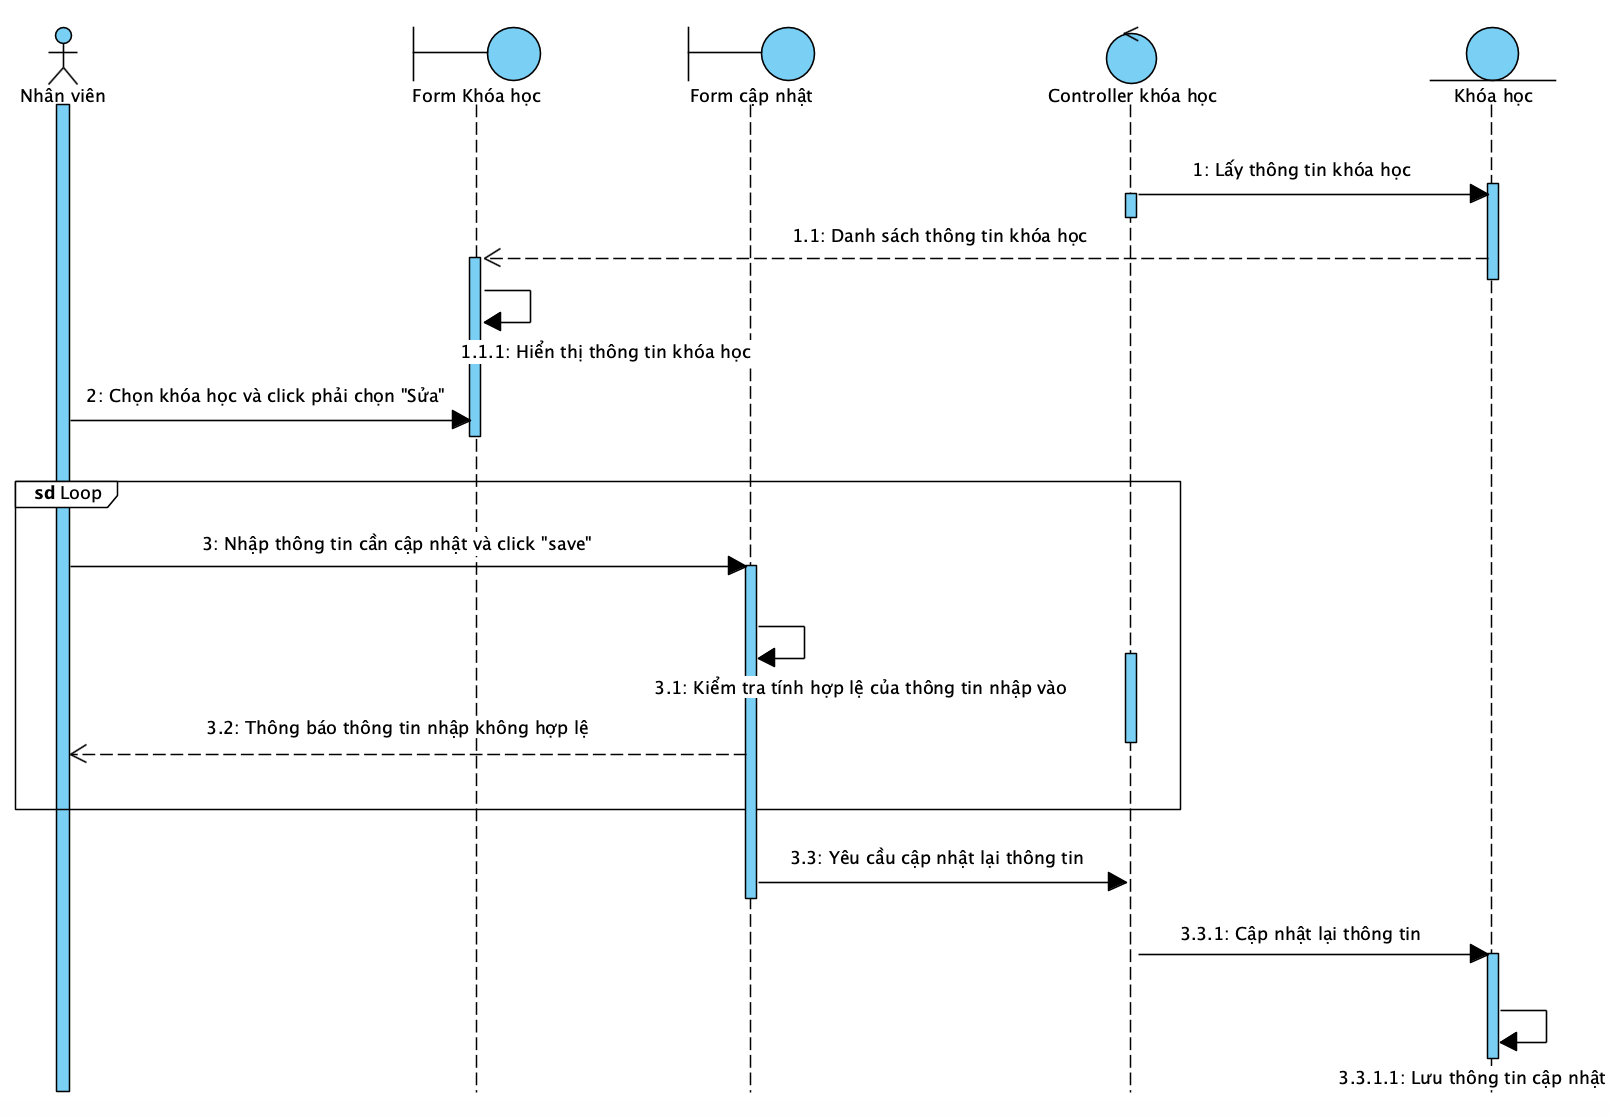 Nhân viên
Form Khóa học
Form cập nhật
Controller khóa học
Khóa học
1: Lấy thông tin khóa học
1.1: Danh sách thông tin khóa học
1.1.1: Hiển thị thông tin khóa học
2: Chọn khóa học và click phải chọn "Sửa"
sd Loop
3: Nhập thông tin cần cập nhật và click "save"
3.1: Kiểm tra tính hợp lệ của thông tin nhập vào
3.2: Thông báo thông tin nhập không hợp lệ
3.3: Yêu cầu cập nhật lại thông tin
3.3.1: Cập nhật lại thông tin
3.3.1.1: Lưu thông tin cập nhật